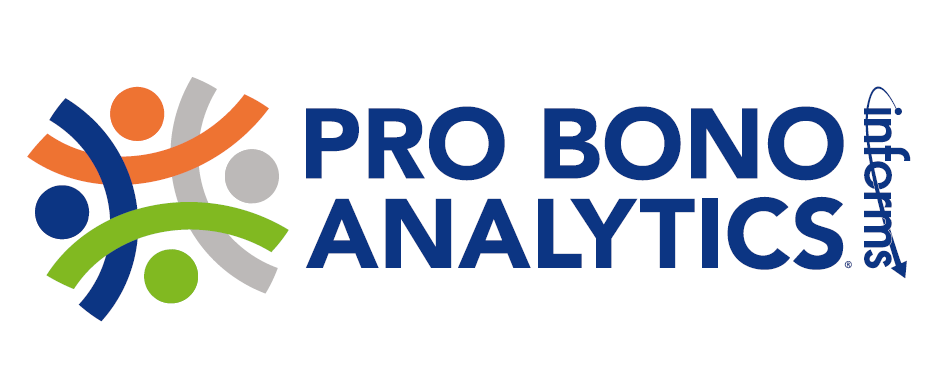 PRO BONO
ANALYTICS®
informs